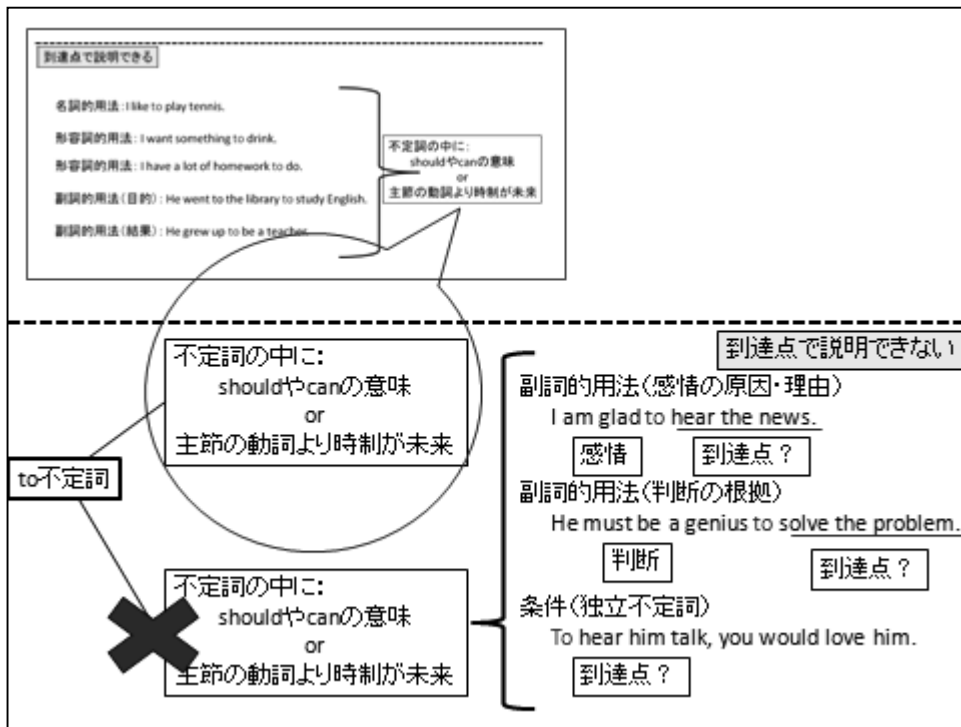 到達点で説明できる
名詞的用法：I like to play tennis.
形容詞的用法：I want something to drink.
形容詞的用法：I have a lot of homework to do.
副詞的用法（目的）：He went to the library to study English.
副詞的用法（結果）：He grew up to be a teacher.
不定詞の中に：
shouldやcanの意味
or
主節の動詞より時制が未来
到達点で説明できない
不定詞の中に:
shouldやcanの意味
or
主節の動詞より時制が未来
to不定詞
不定詞の中に:
shouldやcanの意味
or
主節の動詞より時制が未来
副詞的用法(感情の原因・理由)
I am glad to hear the news.
感情 到達点？
副詞的用法(判断の根拠)
He must be a genius to solve the problem.
判断 到達点？
条件(独立不定詞)
To hear him talk, you would love him.
到達点？